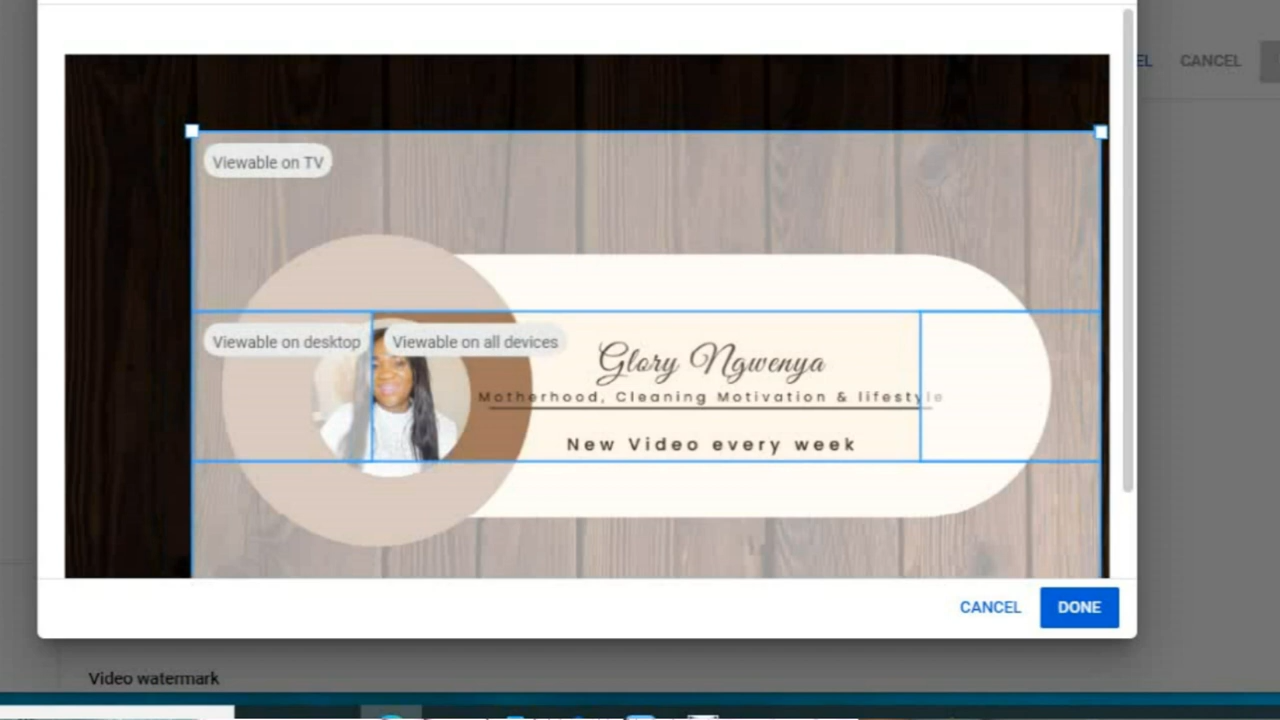 EL CANCEL
Viewable on TV
Viewable on desktop
Viewable on all devices
Glory Ngwenya
Motherhood, Cleaning Motivation & lifestyle
New Video every week
CANCEL
DONE
Video watermark